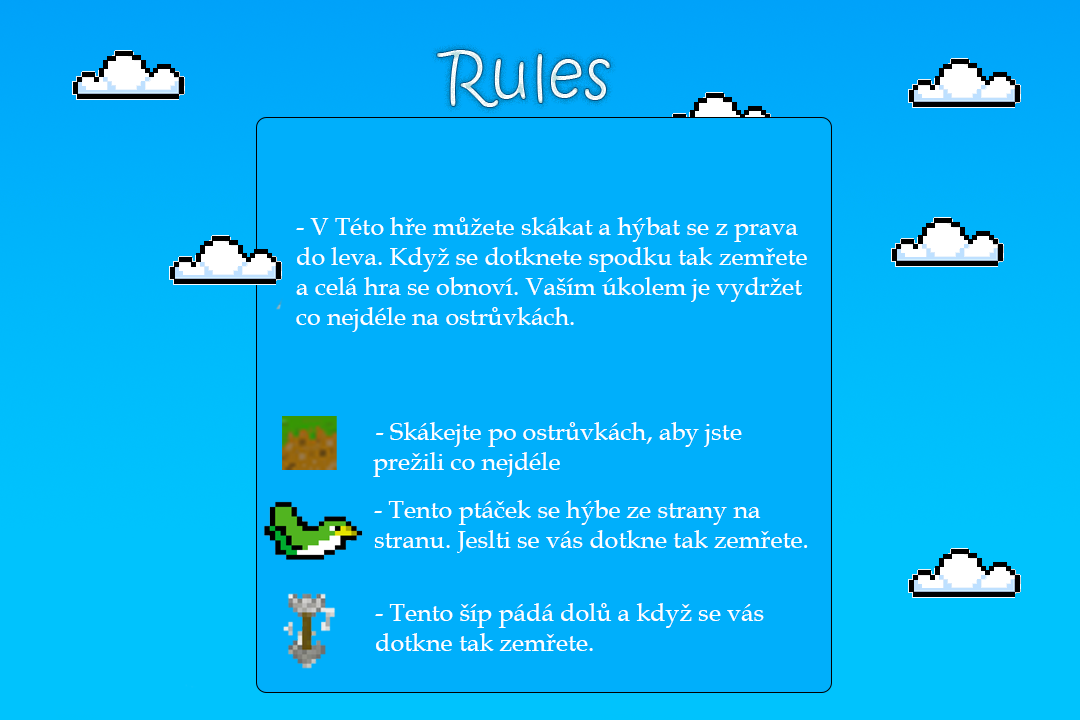 Rules
- V Této hře můžete skákat a hýbat se z prava
do leva. Když se dotknete spodku tak zemřete
a celá hra se obnoví. Vaším úkolem je vydržet
co nejdéle na ostrůvkách.
- Skákejte po ostrůvkách, aby jste
prežili co nejdéle
- Tento ptáček se hýbe ze strany na
stranu. Jeslti se vás dotkne tak zemřete.
- Tento šíp pádá dolů a když se vás
dotkne tak zemřete.